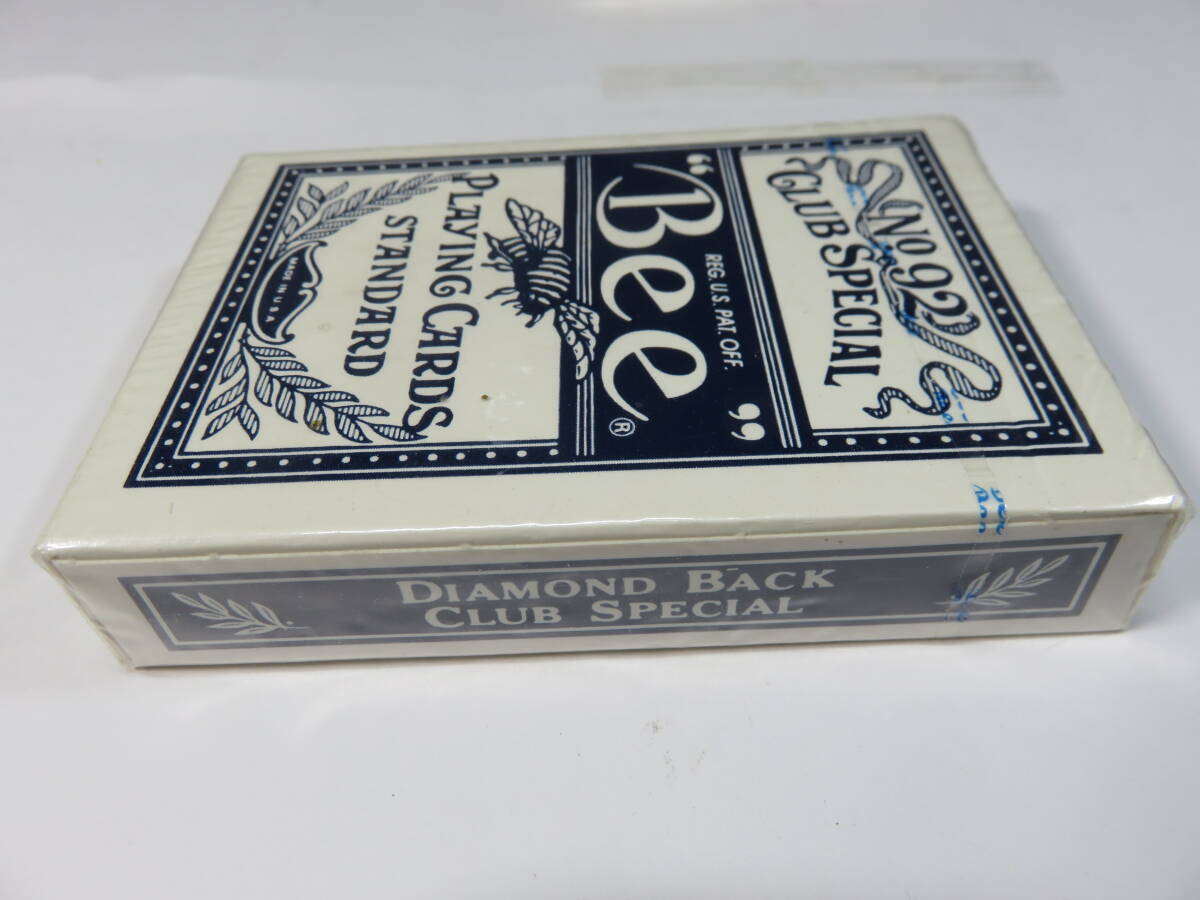 No 92
CLUB SPECIAL
REG. U.S. PAT. OFF.
"Bee" ®
PLAYING CARDS
STANDARD
MADE IN U.S.A.
DIAMOND BACK
CLUB SPECIAL